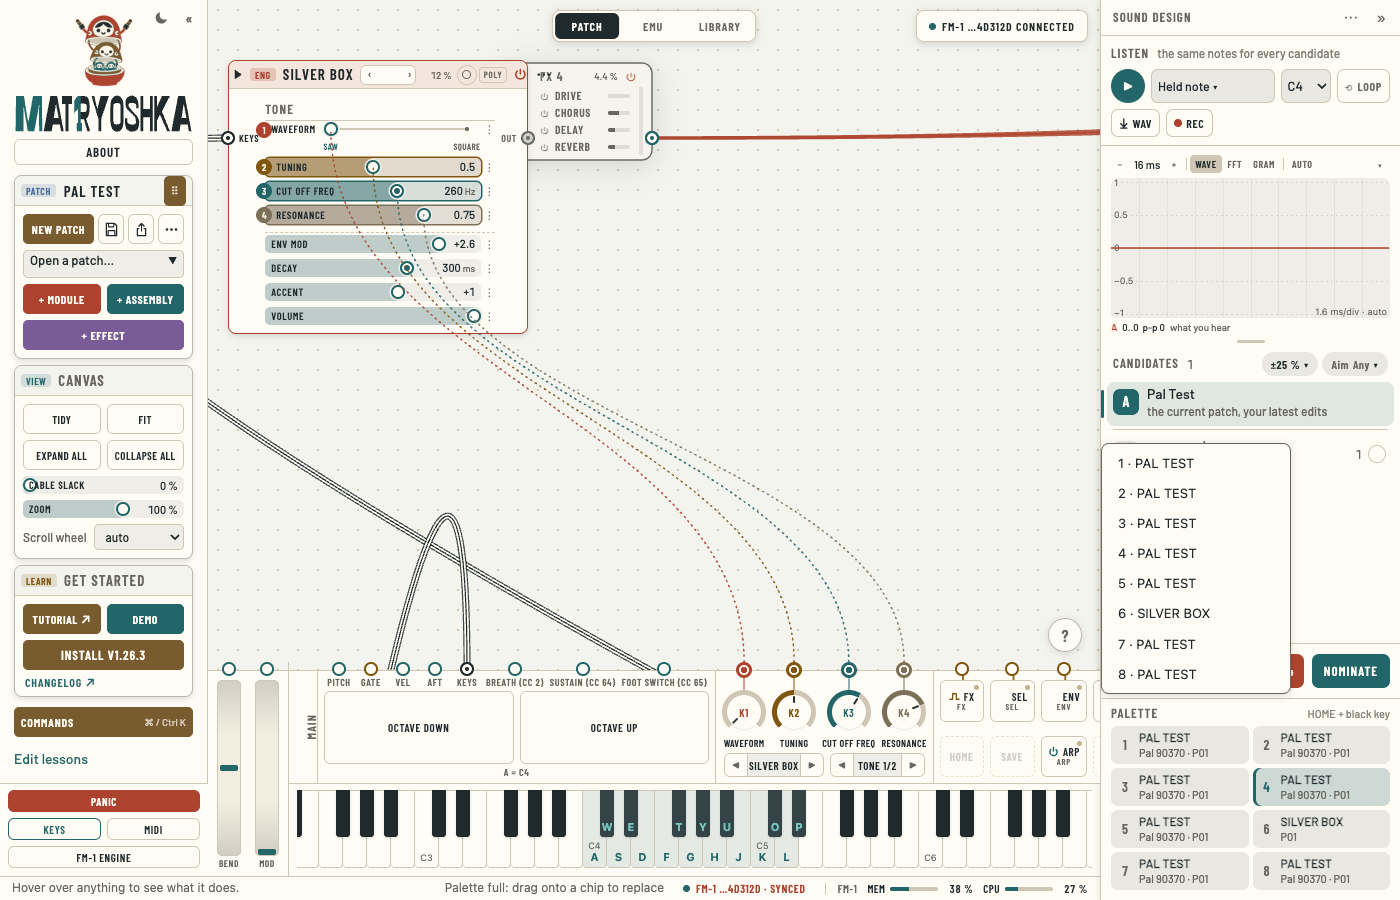 MATRYOSHKA
ABOUT
PATCH PAL TEST
NEW PATCH
Open a patch...
+ MODULE
+ ASSEMBLY
+ EFFECT
VIEW CANVAS
TIDY
FIT
EXPAND ALL
COLLAPSE ALL
CABLE SLACK 0 %
ZOOM 100 %
Scroll wheel auto
LEARN GET STARTED
TUTORIAL ↗
DEMO
INSTALL V1.26.3
CHANGELOG ↗
COMMANDS ⌘ / Ctrl K
Edit lessons
PANIC
KEYS
MIDI
FM-1 ENGINE
Hover over anything to see what it does.
PATCH EMU LIBRARY
FM-1 ...4D312D CONNECTED
ENG SILVER BOX 12 % POLY
TONE
KEYS
OUT
1 WAVEFORM
SAW SQUARE
2 TUNING 0.5
3 CUT OFF FREQ 260 Hz
4 RESONANCE 0.75
ENV MOD +2.6
DECAY 300 ms
ACCENT +1
VOLUME
FX 4 4.4 %
DRIVE
CHORUS
DELAY
REVERB
?
PITCH GATE VEL AFT KEYS BREATH (CC 2) SUSTAIN (CC 64) FOOT SWITCH (CC 65)
MAIN
OCTAVE DOWN
OCTAVE UP
A = C4
K1 K2 K3 K4
WAVEFORM TUNING CUT OFF FREQ RESONANCE
◀ SILVER BOX ▶
◀ TONE 1/2 ▶
FX
FX
SEL
SEL
ENV
ENV
HOME
SAVE
ARP
ARP
BEND MOD
W E T Y U O P
C3 C4 C5 C6
A S D F G H J K L
Palette full: drag onto a chip to replace
FM-1 ...4D312D · SYNCED
FM-1 MEM 38 % CPU 27 %
SOUND DESIGN
LISTEN the same notes for every candidate
Held note
C4
LOOP
WAV
REC
− 16 ms + WAVE FFT GRAM AUTO
1
0.5
0
−0.5
−1
1.6 ms/div · auto
A 0..0 p-p 0 what you hear
CANDIDATES 1
±25 %
Aim Any
A Pal Test
the current patch, your latest edits
1
1 · PAL TEST
2 · PAL TEST
3 · PAL TEST
4 · PAL TEST
5 · PAL TEST
6 · SILVER BOX
7 · PAL TEST
8 · PAL TEST
NOMINATE
PALETTE HOME + black key
1 PAL TEST
Pal 90370 · P01
2 PAL TEST
Pal 90370 · P01
3 PAL TEST
Pal 90370 · P01
4 PAL TEST
Pal 90370 · P01
5 PAL TEST
Pal 90370 · P01
6 SILVER BOX
P01
7 PAL TEST
Pal 90370 · P01
8 PAL TEST
Pal 90370 · P01